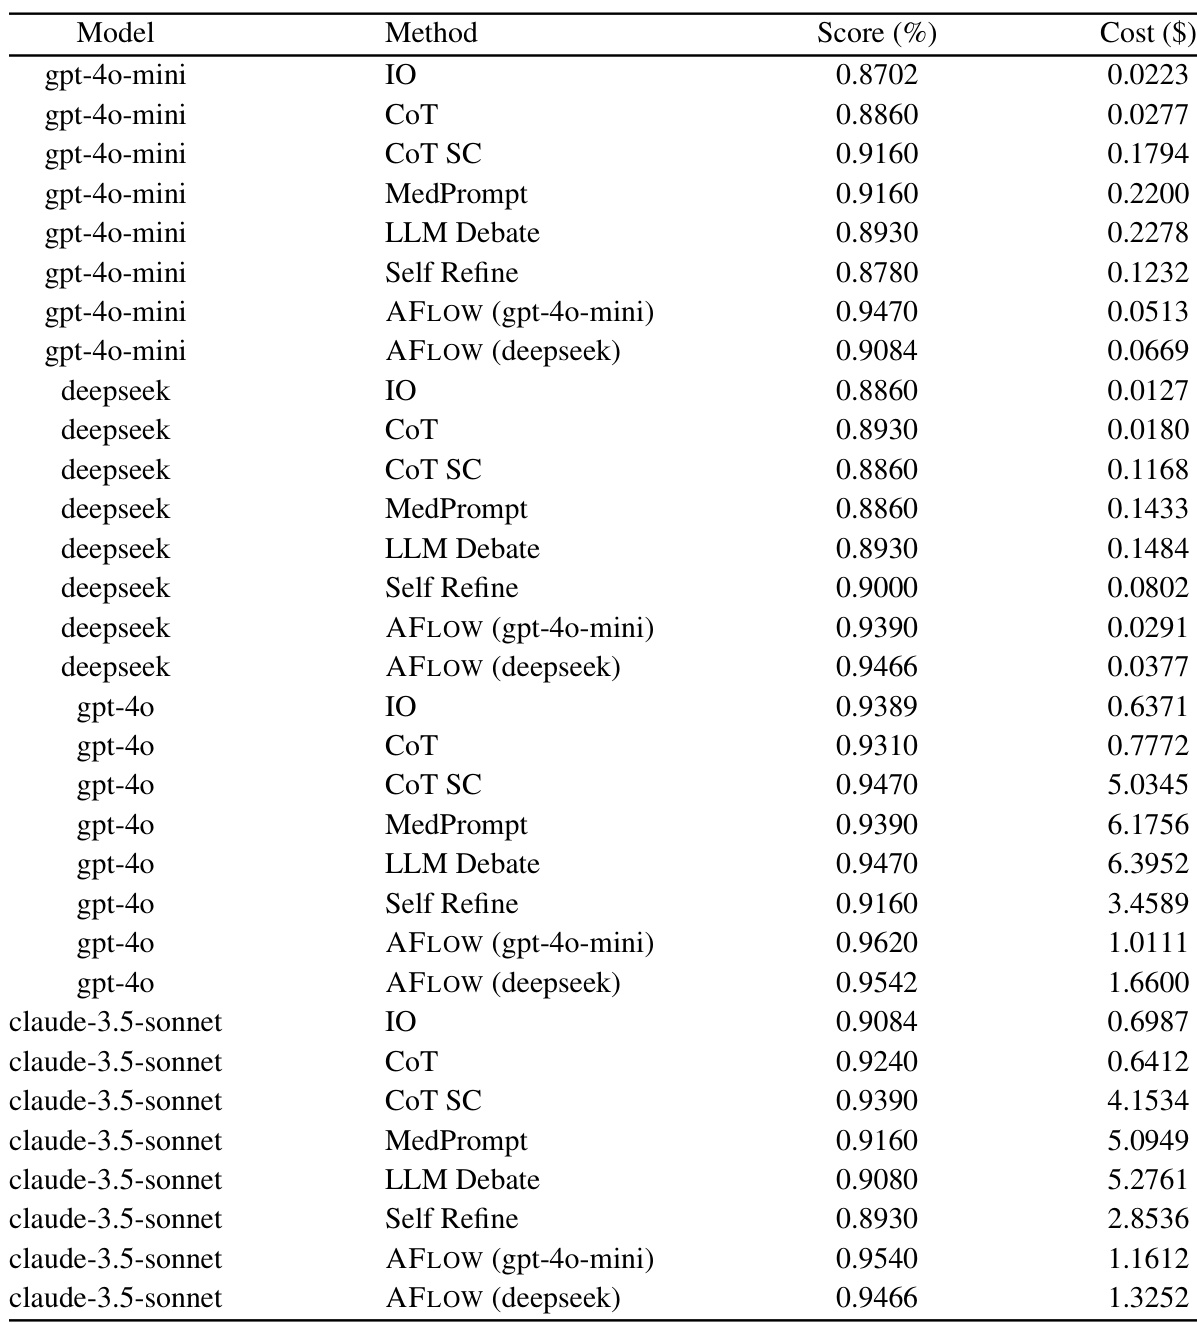 Model Method Score (%) Cost ($)
gpt-4o-mini IO 0.8702 0.0223
gpt-4o-mini CoT 0.8860 0.0277
gpt-4o-mini CoT SC 0.9160 0.1794
gpt-4o-mini MedPrompt 0.9160 0.2200
gpt-4o-mini LLM Debate 0.8930 0.2278
gpt-4o-mini Self Refine 0.8780 0.1232
gpt-4o-mini AFLOW (gpt-4o-mini) 0.9470 0.0513
gpt-4o-mini AFLOW (deepseek) 0.9084 0.0669
deepseek IO 0.8860 0.0127
deepseek CoT 0.8930 0.0180
deepseek CoT SC 0.8860 0.1168
deepseek MedPrompt 0.8860 0.1433
deepseek LLM Debate 0.8930 0.1484
deepseek Self Refine 0.9000 0.0802
deepseek AFLOW (gpt-4o-mini) 0.9390 0.0291
deepseek AFLOW (deepseek) 0.9466 0.0377
gpt-4o IO 0.9389 0.6371
gpt-4o CoT 0.9310 0.7772
gpt-4o CoT SC 0.9470 5.0345
gpt-4o MedPrompt 0.9390 6.1756
gpt-4o LLM Debate 0.9470 6.3952
gpt-4o Self Refine 0.9160 3.4589
gpt-4o AFLOW (gpt-4o-mini) 0.9620 1.0111
gpt-4o AFLOW (deepseek) 0.9542 1.6600
claude-3.5-sonnet IO 0.9084 0.6987
claude-3.5-sonnet CoT 0.9240 0.6412
claude-3.5-sonnet CoT SC 0.9390 4.1534
claude-3.5-sonnet MedPrompt 0.9160 5.0949
claude-3.5-sonnet LLM Debate 0.9080 5.2761
claude-3.5-sonnet Self Refine 0.8930 2.8536
claude-3.5-sonnet AFLOW (gpt-4o-mini) 0.9540 1.1612
claude-3.5-sonnet AFLOW (deepseek) 0.9466 1.3252